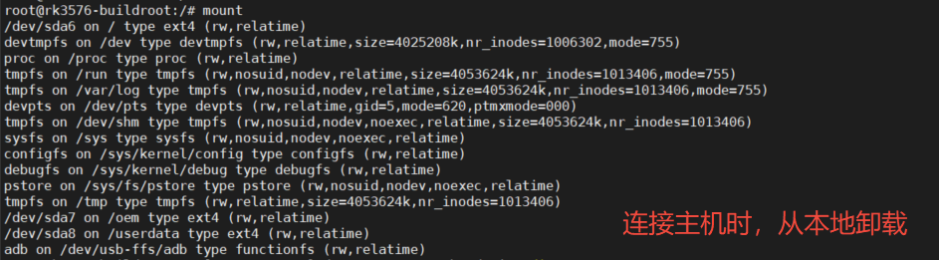 root@rk3576-buildroot:/# mount
/dev/sda6 on / type ext4 (rw,relatime)
devtmpfs on /dev type devtmpfs (rw,relatime,size=4025208k,nr_inodes=1006302,mode=755)
proc on /proc type proc (rw,relatime)
tmpfs on /run type tmpfs (rw,nosuid,nodev,relatime,size=4053624k,nr_inodes=1013406,mode=755)
tmpfs on /var/log type tmpfs (rw,nosuid,nodev,relatime,size=4053624k,nr_inodes=1013406,mode=755)
devpts on /dev/pts type devpts (rw,relatime,gid=5,mode=620,ptmxmode=000)
tmpfs on /dev/shm type tmpfs (rw,nosuid,nodev,noexec,relatime,size=4053624k,nr_inodes=1013406)
sysfs on /sys type sysfs (rw,nosuid,nodev,noexec,relatime)
configfs on /sys/kernel/config type configfs (rw,relatime)
debugfs on /sys/kernel/debug type debugfs (rw,relatime)
pstore on /sys/fs/pstore type pstore (rw,nosuid,nodev,noexec,relatime)
tmpfs on /tmp type tmpfs (rw,relatime,size=4053624k,nr_inodes=1013406)
/dev/sda7 on /oem type ext4 (rw,relatime)
/dev/sda8 on /userdata type ext4 (rw,relatime)
adb on /dev/usb-ffs/adb type functionfs (rw,relatime)
连接主机时，从本地卸载